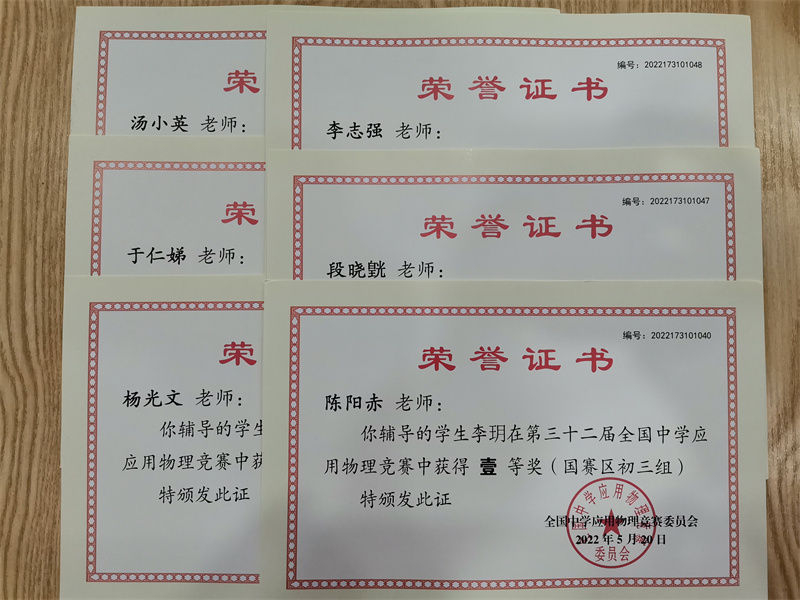 荣
汤小英 老师：
编号：2022173101048
荣誉证书
李志强 老师：
荣
于仁娣 老师：
编号：2022173101047
荣誉证书
段晓毲 老师：
荣
杨光文 老师：
你辅导的学生
应用物理竞赛中获
特颁发此证
编号：2022173101040
荣誉证书
陈阳赤 老师：
你辅导的学生李玥在第三十二届全国中学应
用物理竞赛中获得 壹 等奖（国赛区初三组）
特颁发此证
全国中学应用物理竞赛委员会
2022 年 5 月 20 日
委员会